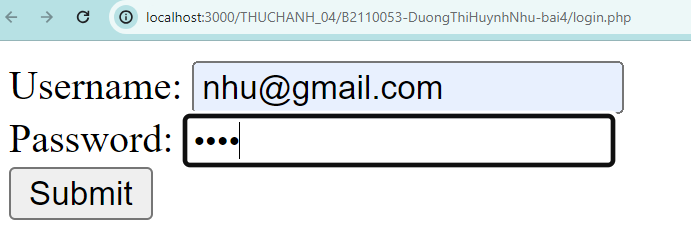 localhost:3000/THUCHANH_04/B2110053-DuongThiHuynhNhu-bai4/login.php
Username: nhu@gmail.com
Password: ••••
Submit